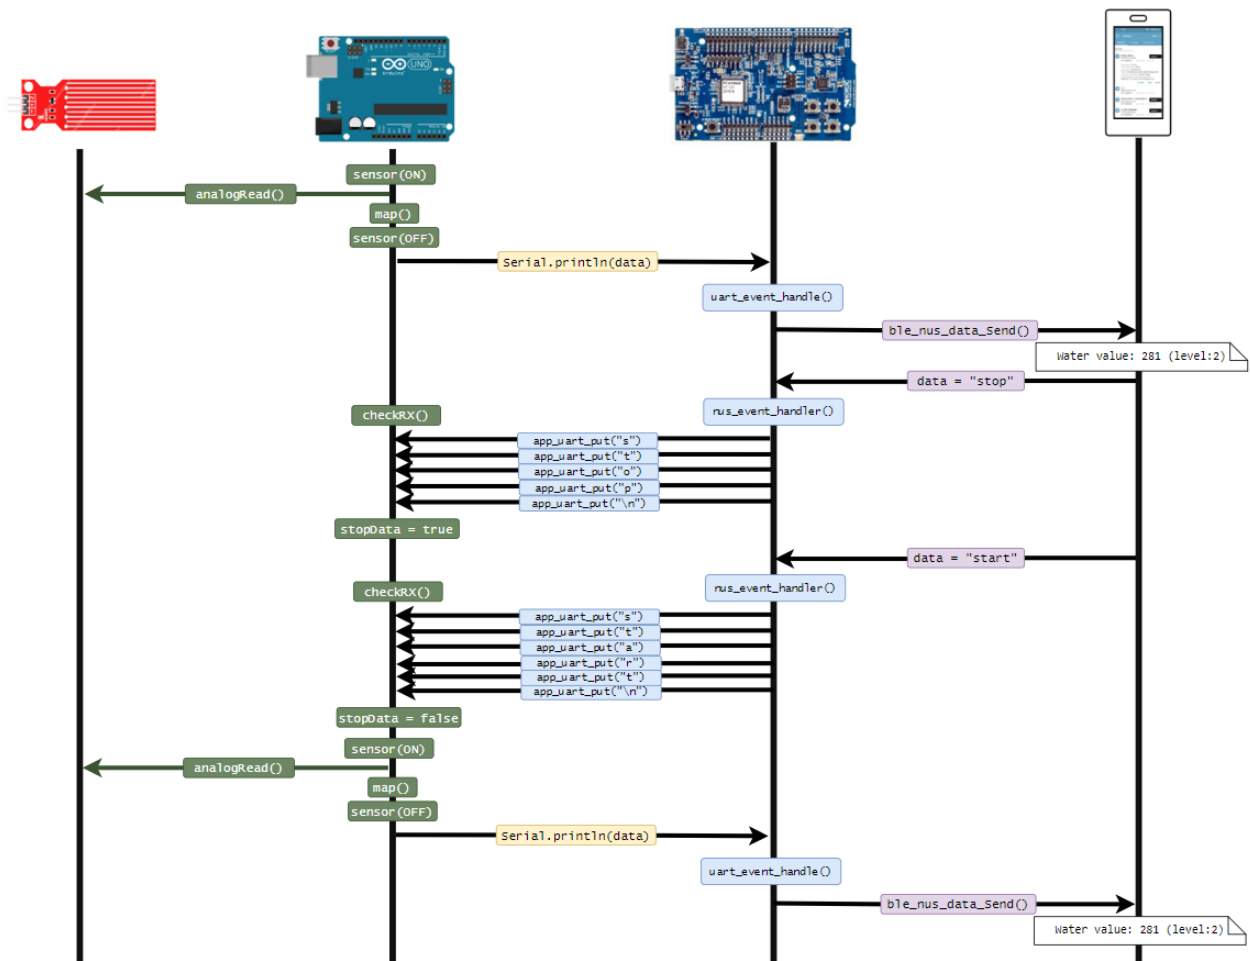 UNO
sensor(ON)
analogRead()
map()
sensor(OFF)
Serial.println(data)
uart_event_handle()
ble_nus_data_Send()
Water value: 281 (level:2)
data = "stop"
nus_event_handler()
checkRX()
app_uart_put("s")
app_uart_put("t")
app_uart_put("o")
app_uart_put("p")
app_uart_put("\n")
stopData = true
data = "start"
nus_event_handler()
checkRX()
app_uart_put("s")
app_uart_put("t")
app_uart_put("a")
app_uart_put("r")
app_uart_put("t")
app_uart_put("\n")
stopData = false
sensor(ON)
analogRead()
map()
sensor(OFF)
Serial.println(data)
uart_event_handle()
ble_nus_data_Send()
Water value: 281 (level:2)